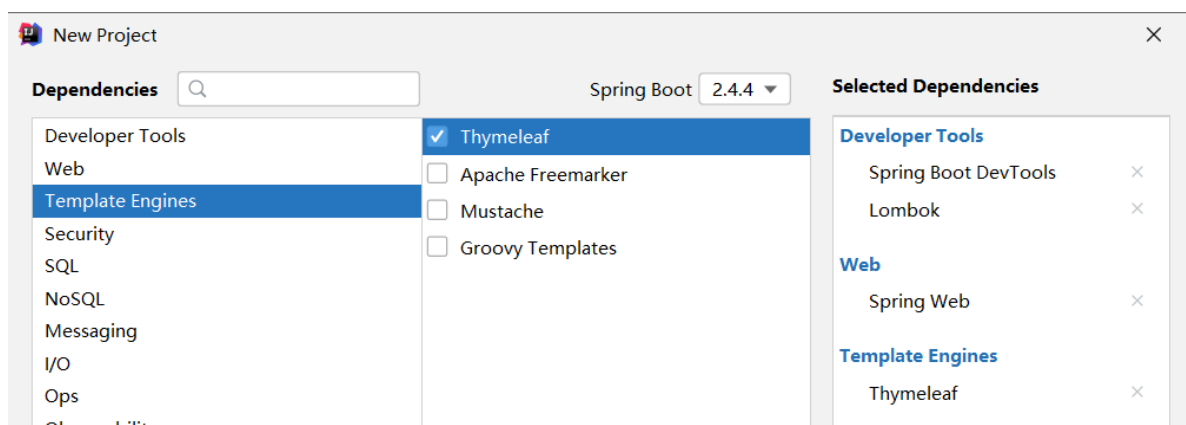 New Project
Dependencies
Spring Boot 2.4.4
Selected Dependencies
Developer Tools
Web
Template Engines
Security
SQL
NoSQL
Messaging
I/O
Ops
Thymeleaf
Apache Freemarker
Mustache
Groovy Templates
Developer Tools
Spring Boot DevTools
Lombok
Web
Spring Web
Template Engines
Thymeleaf